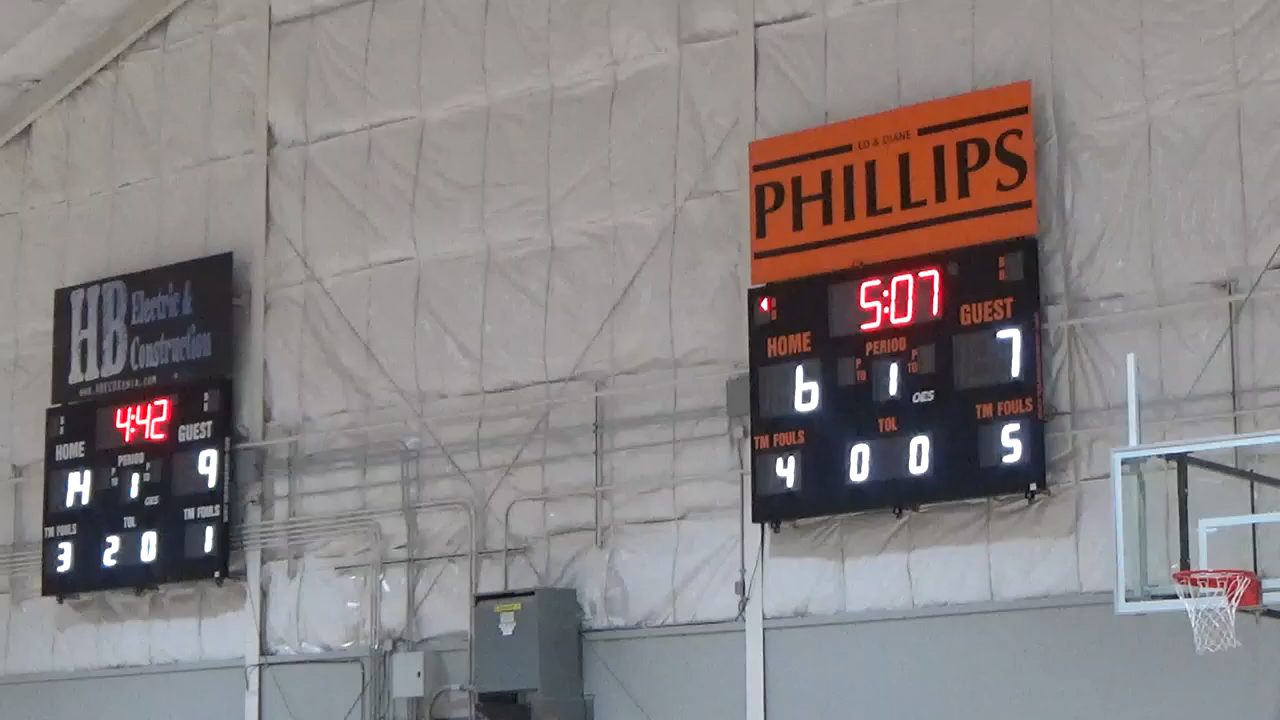 HB Electric &
Construction
4:42
HOME GUEST
PERIOD
14 1 9
OES
TM FOULS TOL TM FOULS
3 2 0 1
ED & DIANE
PHILLIPS
5:07
HOME GUEST
PERIOD
6 1 7
OES
TM FOULS TOL TM FOULS
4 0 0 5